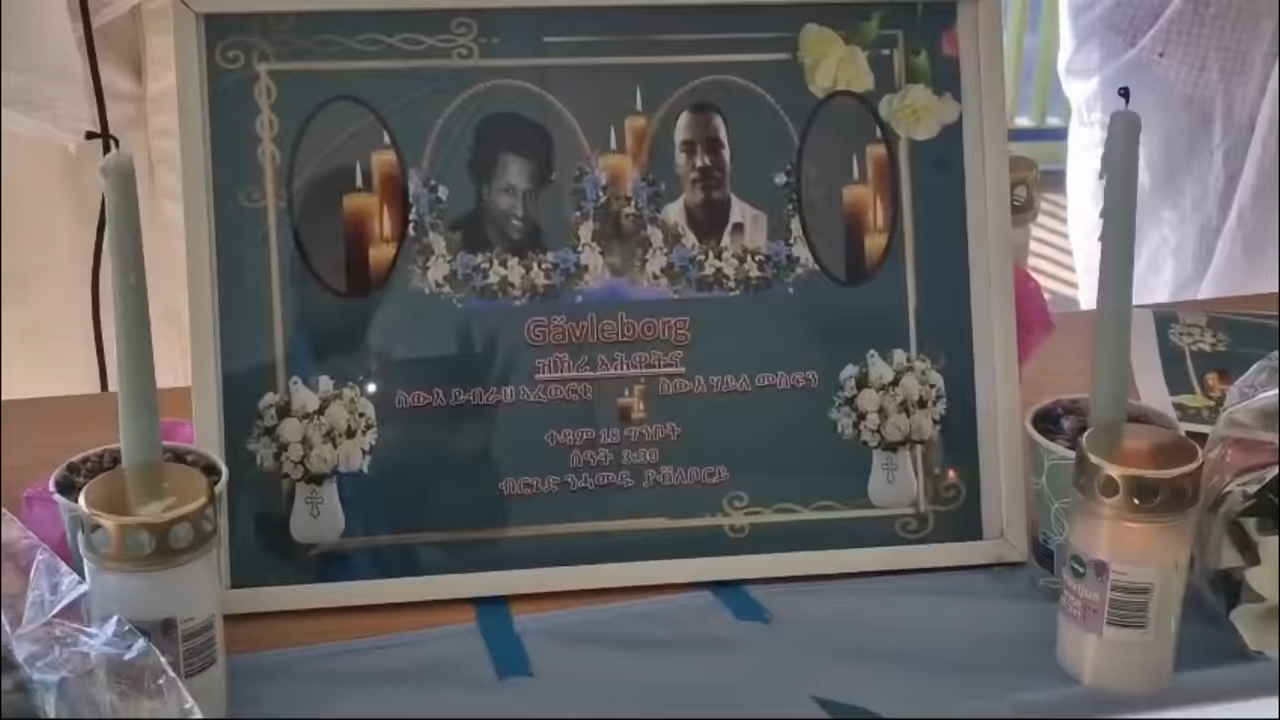 Gävleborg
ዝኽሪ ኣሕዋትና
ስውእ ይብራህ ኣፈወርቂ ስውእ ሃይለ መስፍን
ቀዳም 18 ግንቦት
ሰዓት 3:30
ብርጌድ ንሓመዱ